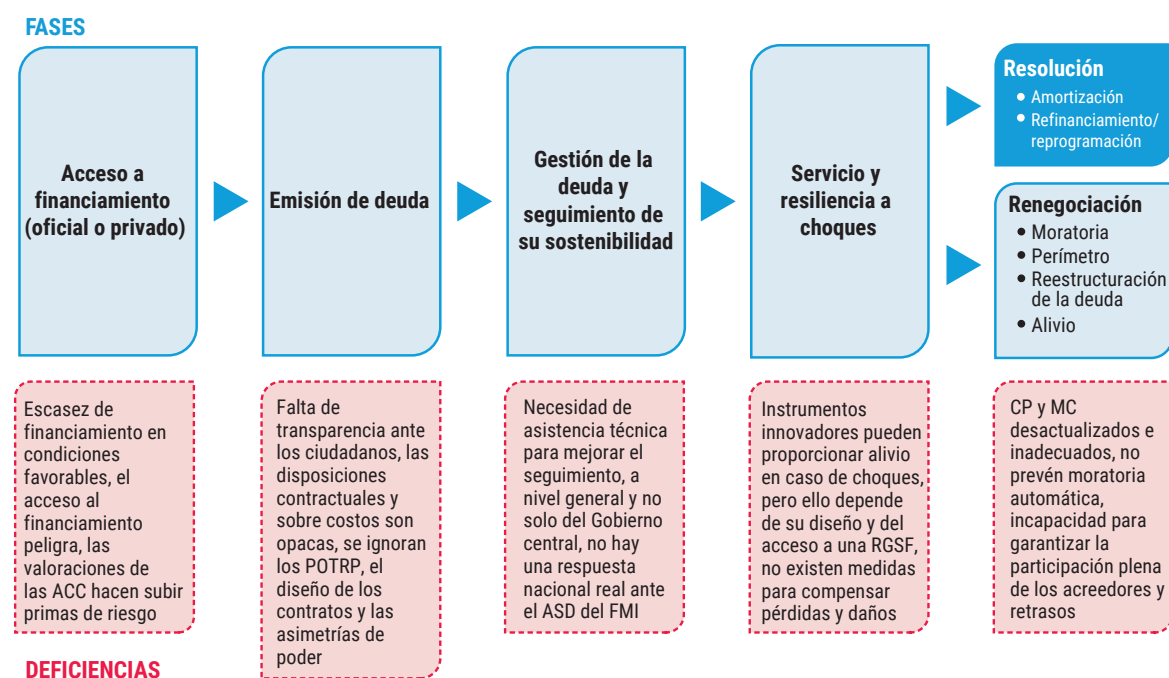 FASES
Acceso a
financiamiento
(oficial o privado)
Emisión de deuda
Gestión de la
deuda y
seguimiento de
su sostenibilidad
Servicio y
resiliencia a
choques
Resolución
• Amortización
• Refinanciamiento/
reprogramación
Renegociación
• Moratoria
• Perímetro
• Reestructuración
de la deuda
• Alivio
Escasez de
financiamiento en
condiciones
favorables, el
acceso al
financiamiento
peligra, las
valoraciones de
las ACC hacen subir
primas de riesgo
Falta de
transparencia ante
los ciudadanos, las
disposiciones
contractuales y
sobre costos son
opacas, se ignoran
los POTRP, el
diseño de los
contratos y las
asimetrías de
poder
Necesidad de
asistencia técnica
para mejorar el
seguimiento, a
nivel general y no
solo del Gobierno
central, no hay
una respuesta
nacional real ante
el ASD del FMI
Instrumentos
innovadores pueden
proporcionar alivio
en caso de choques,
pero ello depende
de su diseño y del
acceso a una RGSF,
no existen medidas
para compensar
pérdidas y daños
CP y MC
desactualizados e
inadecuados, no
prevén moratoria
automática,
incapacidad para
garantizar la
participación plena
de los acreedores y
retrasos
DEFICIENCIAS